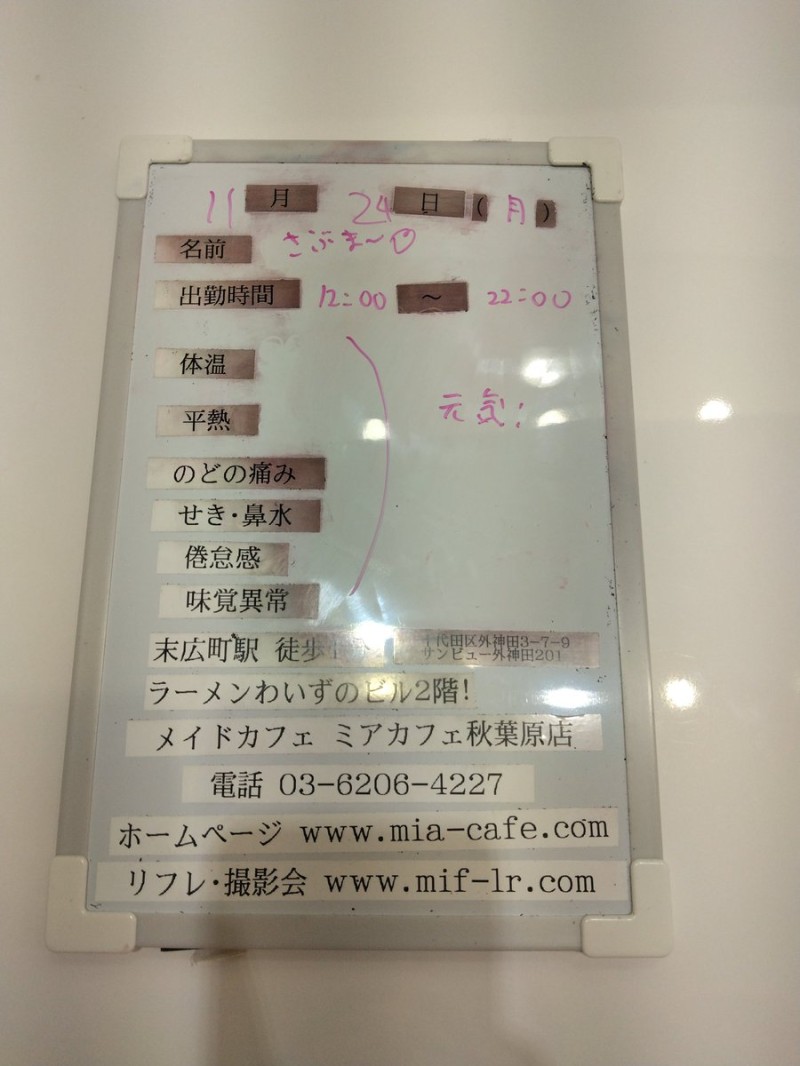 11月 24日(月)
名前 さぶま〜♡
出勤時間 12:00 〜 22:00
体温
平熱
元気!
のどの痛み
せき・鼻水
倦怠感
味覚異常
末広町駅 徒歩
千代田区外神田3-7-9
サンビュー外神田201
ラーメンわいずのビル2階!
メイドカフェ ミアカフェ秋葉原店
電話 03-6206-4227
ホームページ www.mia-cafe.com
リフレ・撮影会 www.mif-lr.com